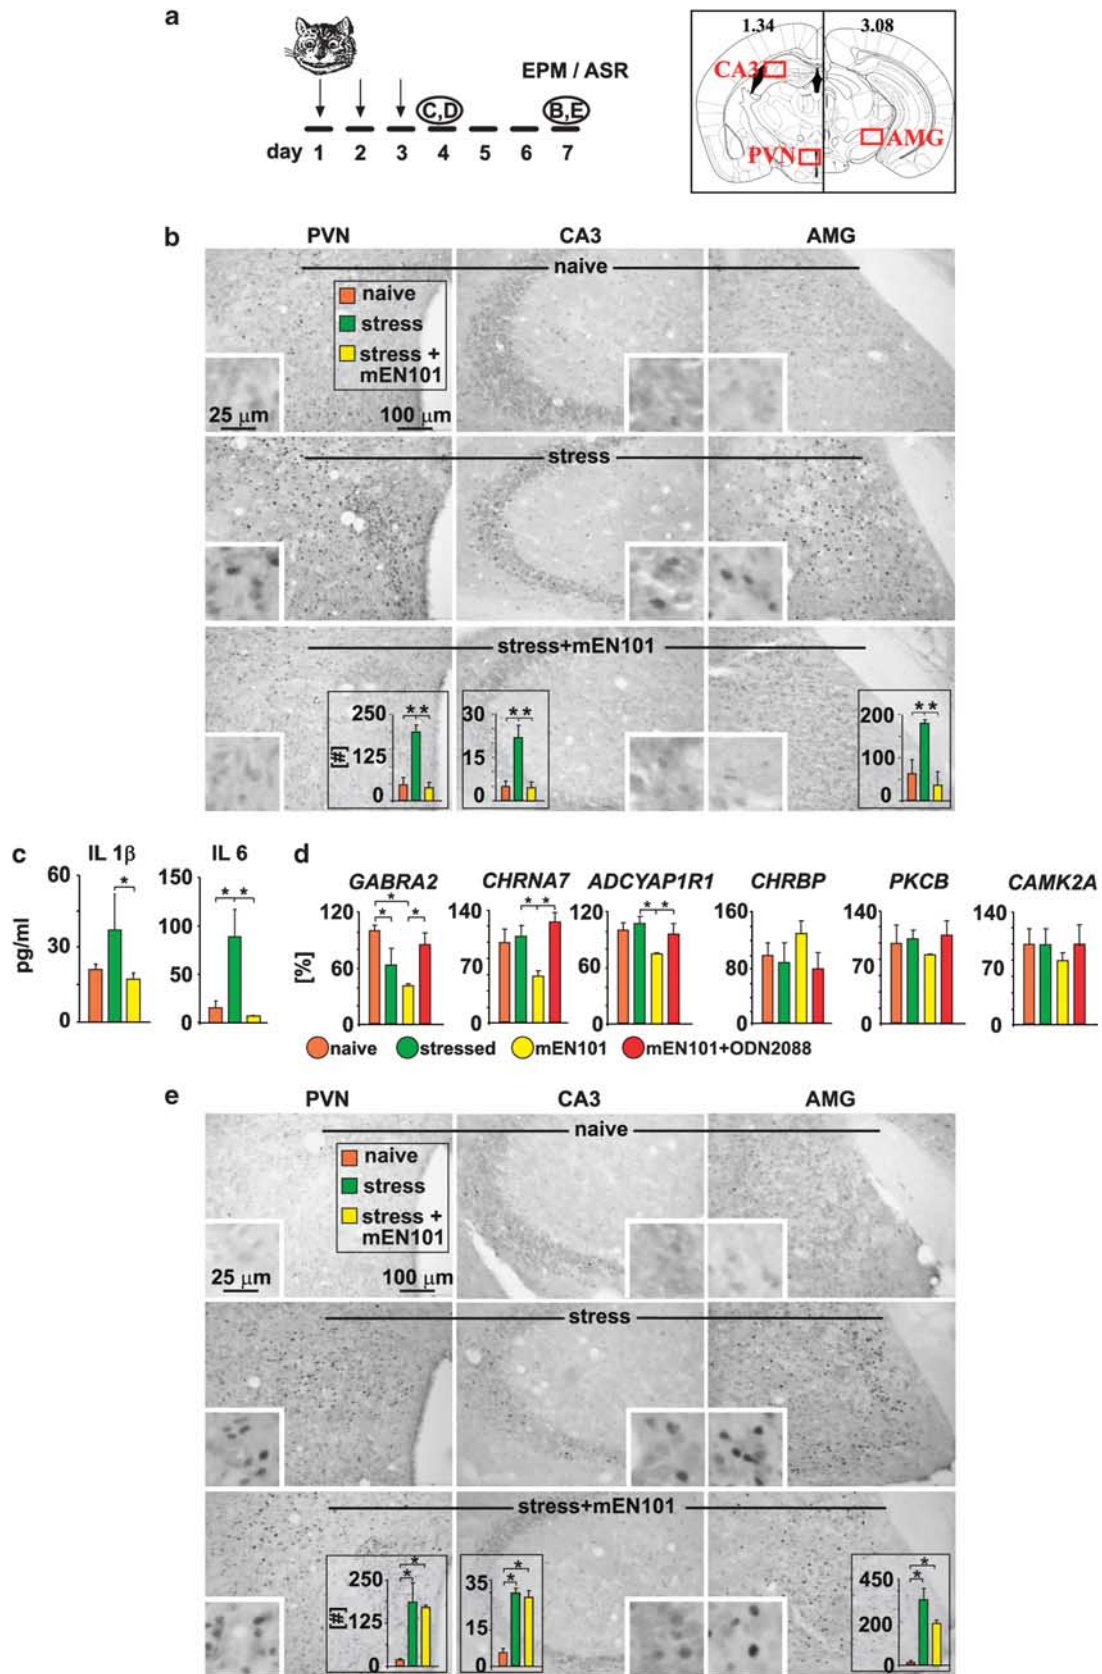 a
EPM / ASR
C,D
B,E
day 1 2 3 4 5 6 7
1.34 3.08
CA3
AMG
PVN
b
PVN CA3 AMG
naive
naive
stress
stress +
mEN101
25 μm 100 μm
stress
stress+mEN101
250
125
0
[#]
* *
30
15
0
* *
200
100
0
* *
c
IL 1β IL 6
60
30
0
pg/ml
*
150
100
50
0
* *
d
GABRA2 CHRNA7 ADCYAP1R1 CHRBP PKCB CAMK2A
120
60
0
[%]
*
* *
140
70
0
* *
120
60
0
* *
160
80
0
140
70
0
140
70
0
naive stressed mEN101 mEN101+ODN2088
e
PVN CA3 AMG
naive
naive
stress
stress +
mEN101
25 μm 100 μm
stress
stress+mEN101
250
125
0
[#]
*
*
35
15
0
*
*
450
200
0
*
*